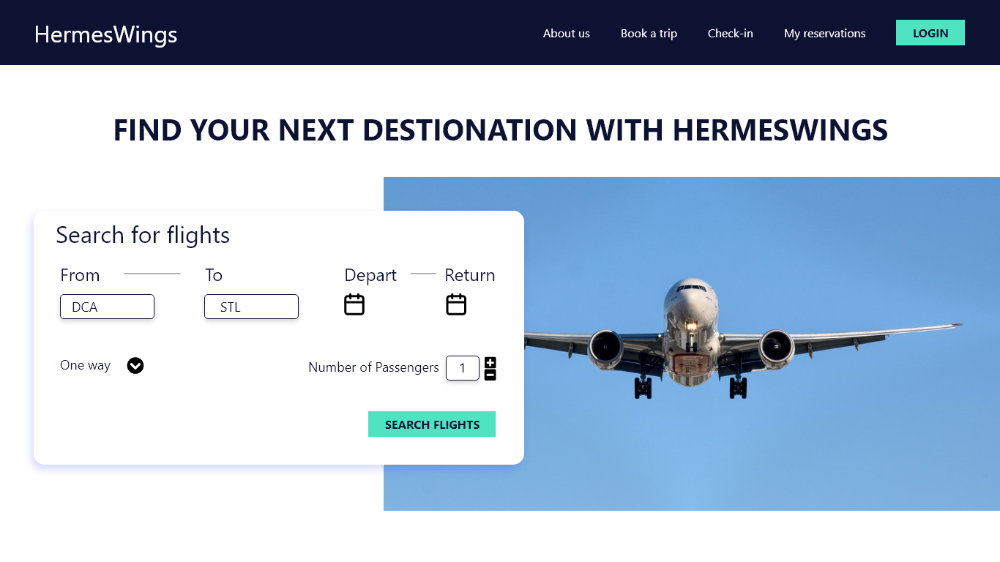 HermesWings
About us
Book a trip
Check-in
My reservations
LOGIN
FIND YOUR NEXT DESTIONATION WITH HERMESWINGS
Search for flights
From
To
Depart
Return
DCA
STL
One way
Number of Passengers
1
SEARCH FLIGHTS